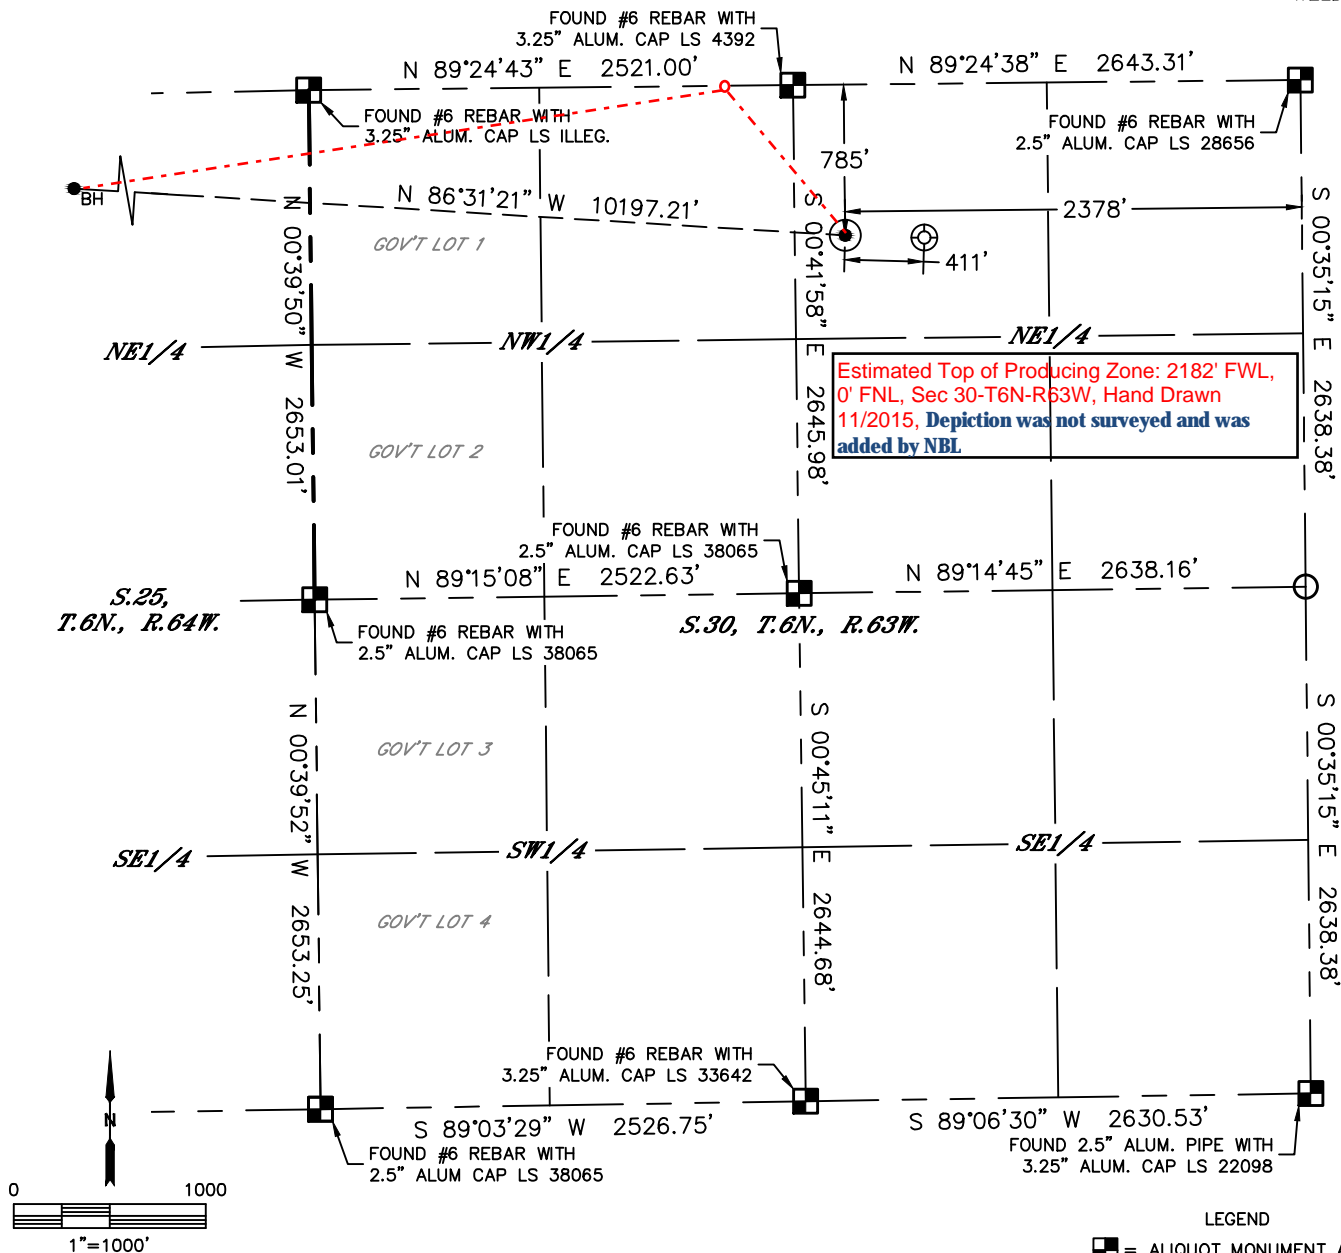 FOUND #6 REBAR WITH
3.25" ALUM. CAP LS 4392
N 89°24'43" E 2521.00'
N 89°24'38" E 2643.31'
FOUND #6 REBAR WITH
3.25" ALUM. CAP LS ILLEG.
FOUND #6 REBAR WITH
2.5" ALUM. CAP LS 28656
785'
BH
N 86°31'21" W 10197.21'
2378'
411'
GOV'T LOT 1
N 00°39'50" W 2653.01'
S 00°41'58" E 2645.98'
S 00°35'15" E 2638.38'
NE1/4
NW1/4
NE1/4
Estimated Top of Producing Zone: 2182' FWL,
0' FNL, Sec 30-T6N-R63W, Hand Drawn
11/2015, Depiction was not surveyed and was
added by NBL
GOV'T LOT 2
FOUND #6 REBAR WITH
2.5" ALUM. CAP LS 38065
N 89°15'08" E 2522.63'
N 89°14'45" E 2638.16'
S.25,
T.6N., R.64W.
S.30, T.6N., R.63W.
FOUND #6 REBAR WITH
2.5" ALUM. CAP LS 38065
N 00°39'52" W 2653.25'
S 00°45'11" E 2644.68'
S 00°35'15" E 2638.38'
GOV'T LOT 3
SE1/4
SW1/4
SE1/4
GOV'T LOT 4
FOUND #6 REBAR WITH
3.25" ALUM. CAP LS 33642
N
S 89°03'29" W 2526.75'
S 89°06'30" W 2630.53'
FOUND #6 REBAR WITH
2.5" ALUM CAP LS 38065
FOUND 2.5" ALUM. PIPE WITH
3.25" ALUM. CAP LS 22098
0 1000
1"=1000'
LEGEND
= ALIQUOT MONUMENT